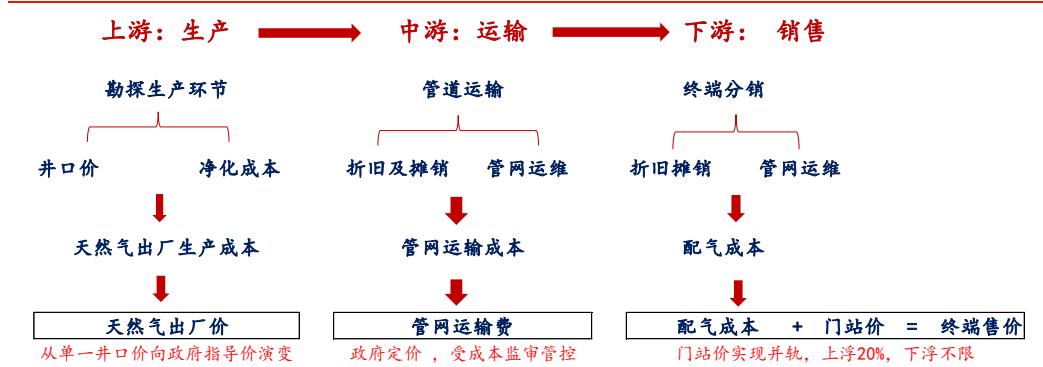 上游：生产 中游：运输 下游： 销售
勘探生产环节 管道运输 终端分销
井口价 净化成本 折旧及摊销 管网运维 折旧摊销 管网运维
天然气出厂生产成本 管网运输成本 配气成本
天然气出厂价 管网运输费 配气成本 + 门站价 = 终端售价
从单一井口价向政府指导价演变 政府定价 ，受成本监审管控 门站价实现并轨，上浮20%，下浮不限